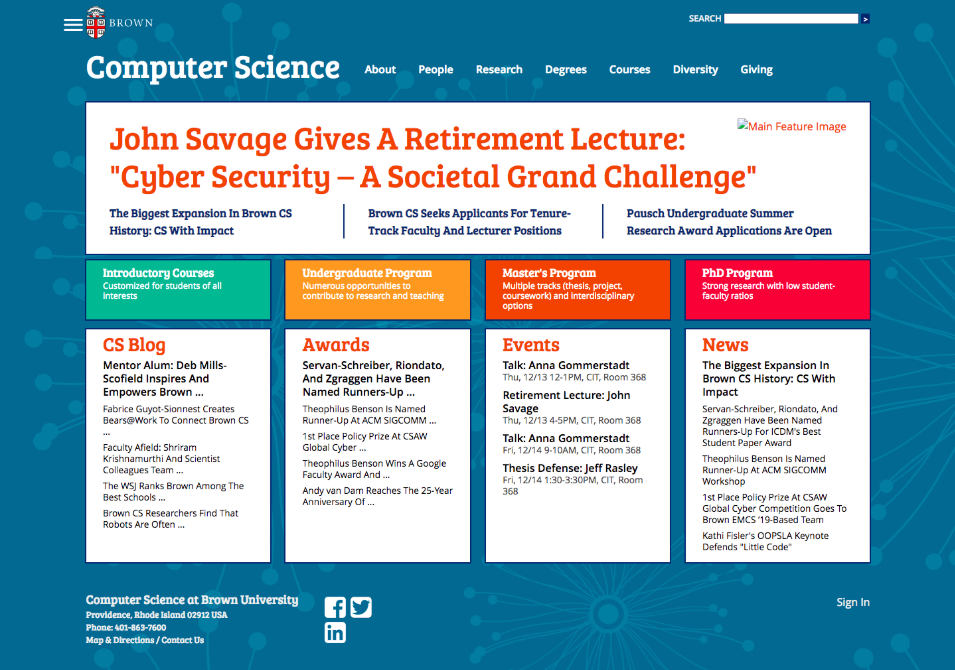 BROWN
SEARCH
>
Computer Science
About People Research Degrees Courses Diversity Giving
John Savage Gives A Retirement Lecture:
"Cyber Security – A Societal Grand Challenge"
Main Feature Image
The Biggest Expansion In Brown CS
History: CS With Impact
Brown CS Seeks Applicants For Tenure-
Track Faculty And Lecturer Positions
Pausch Undergraduate Summer
Research Award Applications Are Open
Introductory Courses
Customized for students of all
interests
Undergraduate Program
Numerous opportunities to
contribute to research and teaching
Master's Program
Multiple tracks (thesis, project,
coursework) and interdisciplinary
options
PhD Program
Strong research with low student-
faculty ratios
CS Blog
Mentor Alum: Deb Mills-
Scofield Inspires And
Empowers Brown ...
Fabrice Guyot-Sionnest Creates
Bears@Work To Connect Brown CS
...
Faculty Afield: Shriram
Krishnamurthi And Scientist
Colleagues Team ...
The WSJ Ranks Brown Among The
Best Schools ...
Brown CS Researchers Find That
Robots Are Often ...
Awards
Servan-Schreiber, Riondato,
And Zgraggen Have Been
Named Runners-Up ...
Theophilus Benson Is Named
Runner-Up At ACM SIGCOMM ...
1st Place Policy Prize At CSAW
Global Cyber ...
Theophilus Benson Wins A Google
Faculty Award And ...
Andy van Dam Reaches The 25-Year
Anniversary Of ...
Events
Talk: Anna Gommerstadt
Thu, 12/13 12-1PM, CIT, Room 368
Retirement Lecture: John
Savage
Thu, 12/13 4-5PM, CIT, Room 368
Talk: Anna Gommerstadt
Fri, 12/14 9-10AM, CIT, Room 368
Thesis Defense: Jeff Rasley
Fri, 12/14 1:30-3:30PM, CIT, Room
368
News
The Biggest Expansion In
Brown CS History: CS With
Impact
Servan-Schreiber, Riondato, And
Zgraggen Have Been Named
Runners-Up For ICDM's Best
Student Paper Award
Theophilus Benson Is Named
Runner-Up At ACM SIGCOMM
Workshop
1st Place Policy Prize At CSAW
Global Cyber Competition Goes To
Brown EMCS '19-Based Team
Kathi Fisler's OOPSLA Keynote
Defends "Little Code"
Computer Science at Brown University
Providence, Rhode Island 02912 USA
Phone: 401-863-7600
Map & Directions / Contact Us
Sign In